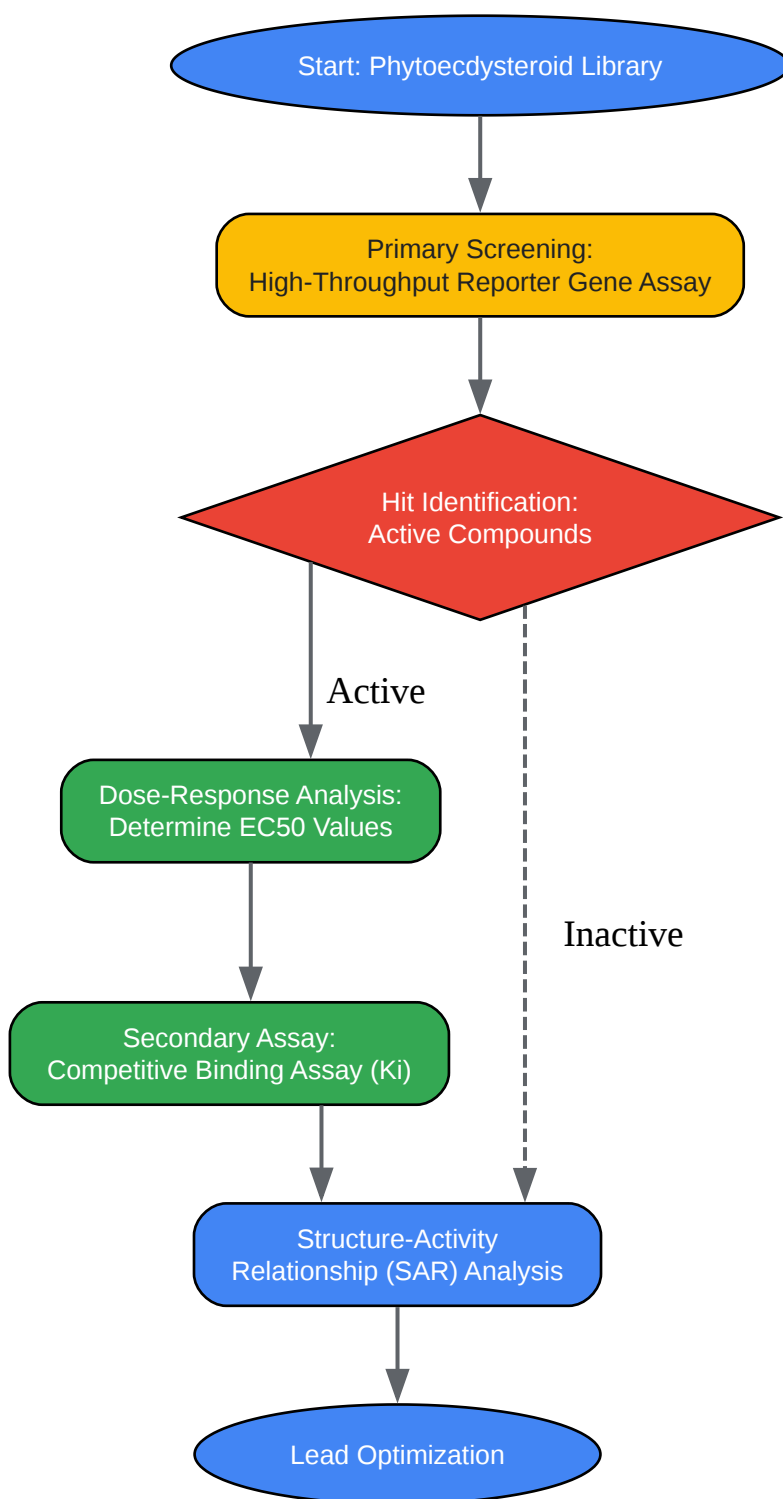 Start: Phytoecdysteroid Library
Primary Screening:
High-Throughput Reporter Gene Assay
Hit Identification:
Active Compounds
Active
Dose-Response Analysis:
Determine EC50 Values
Inactive
Secondary Assay:
Competitive Binding Assay (Ki)
Structure-Activity
Relationship (SAR) Analysis
Lead Optimization